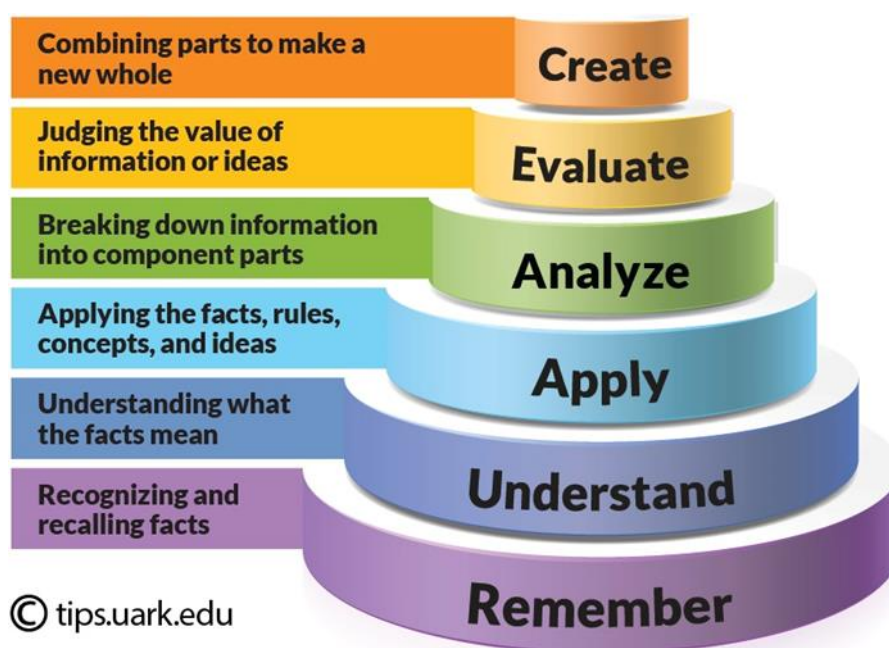 Combining parts to make a
new whole
Create
Judging the value of
information or ideas
Evaluate
Breaking down information
into component parts
Analyze
Applying the facts, rules,
concepts, and ideas
Apply
Understanding what
the facts mean
Understand
Recognizing and
recalling facts
Remember
© tips.uark.edu